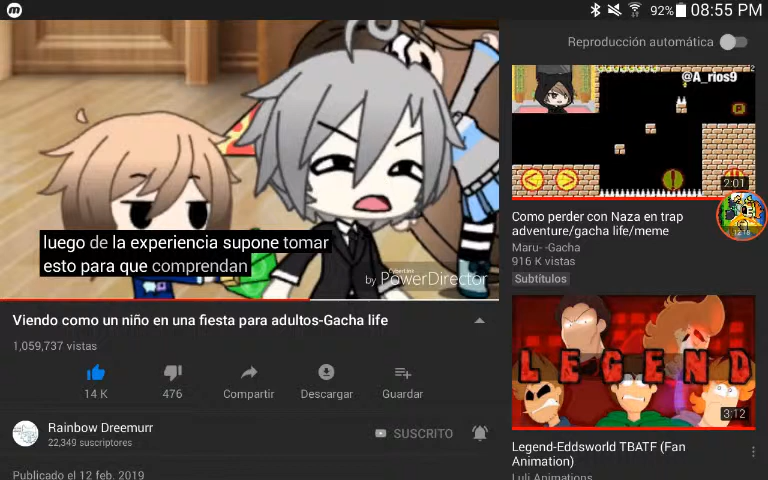 92% 08:55 PM
Reproducción automática
@A_rios9
2:01
Como perder con Naza en trap
adventure/gacha life/meme
Maru- -Gacha
916 K vistas
Subtítulos
luego de la experiencia supone tomar
esto para que comprendan
by CyberLink PowerDirector
Viendo como un niño en una fiesta para adultos-Gacha life
1,059,737 vistas
14 K
476
Compartir
Descargar
Guardar
Rainbow Dreemurr
22,349 suscriptores
SUSCRITO
Publicado el 12 feb. 2019
LEGEND
3:12
Legend-Eddsworld TBATF (Fan
Animation)
Luli Animations